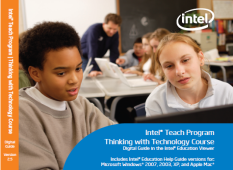 Intel® Teach Program | Thinking with Technology Course
intel
Intel® Teach Program
Thinking with Technology Course
Digital Guide in the Intel® Education Viewer
Includes Intel® Education Help Guide versions for:
Microsoft Windows* 2007, 2003, XP, and Apple Mac*